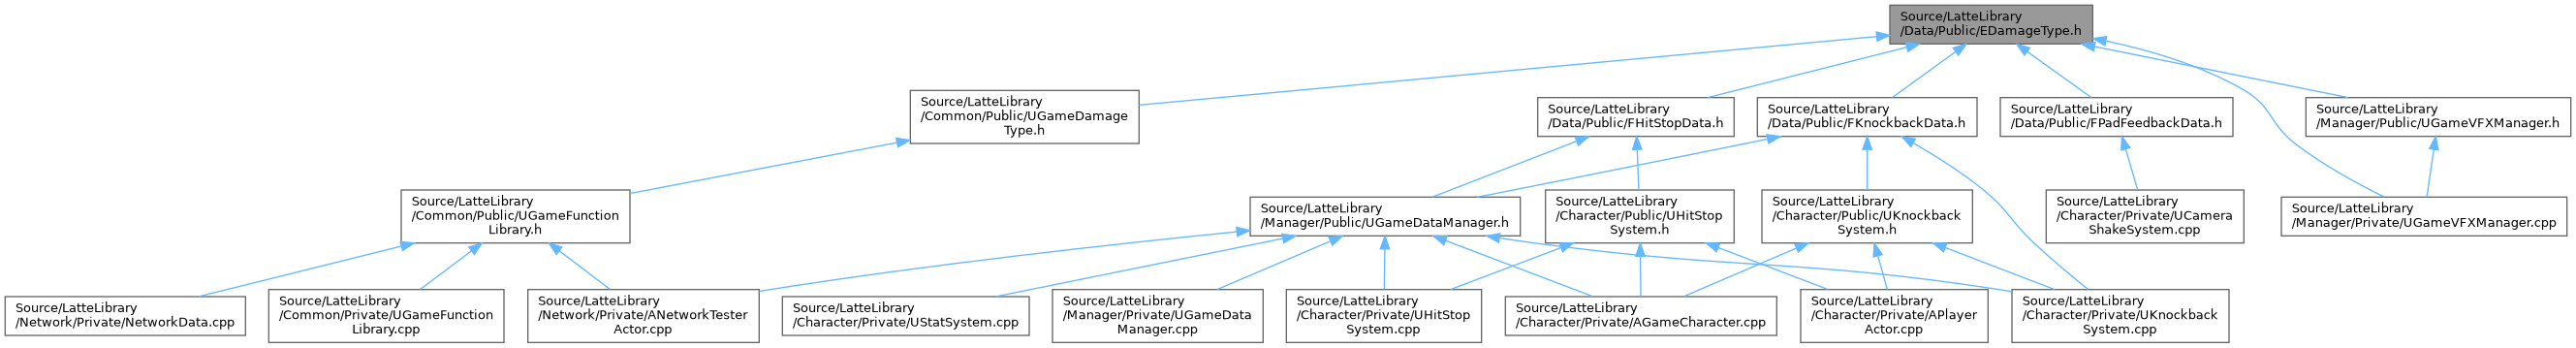 Source/LatteLibrary
/Data/Public/EDamageType.h
Source/LatteLibrary
/Common/Public/UGameDamage
Type.h
Source/LatteLibrary
/Data/Public/FHitStopData.h
Source/LatteLibrary
/Data/Public/FKnockbackData.h
Source/LatteLibrary
/Data/Public/FPadFeedbackData.h
Source/LatteLibrary
/Manager/Public/UGameVFXManager.h
Source/LatteLibrary
/Common/Public/UGameFunction
Library.h
Source/LatteLibrary
/Manager/Public/UGameDataManager.h
Source/LatteLibrary
/Character/Public/UHitStop
System.h
Source/LatteLibrary
/Character/Public/UKnockback
System.h
Source/LatteLibrary
/Character/Private/UCamera
ShakeSystem.cpp
Source/LatteLibrary
/Manager/Private/UGameVFXManager.cpp
Source/LatteLibrary
/Network/Private/NetworkData.cpp
Source/LatteLibrary
/Common/Private/UGameFunction
Library.cpp
Source/LatteLibrary
/Network/Private/ANetworkTester
Actor.cpp
Source/LatteLibrary
/Character/Private/UStatSystem.cpp
Source/LatteLibrary
/Manager/Private/UGameData
Manager.cpp
Source/LatteLibrary
/Character/Private/UHitStop
System.cpp
Source/LatteLibrary
/Character/Private/AGameCharacter.cpp
Source/LatteLibrary
/Character/Private/APlayer
Actor.cpp
Source/LatteLibrary
/Character/Private/UKnockback
System.cpp